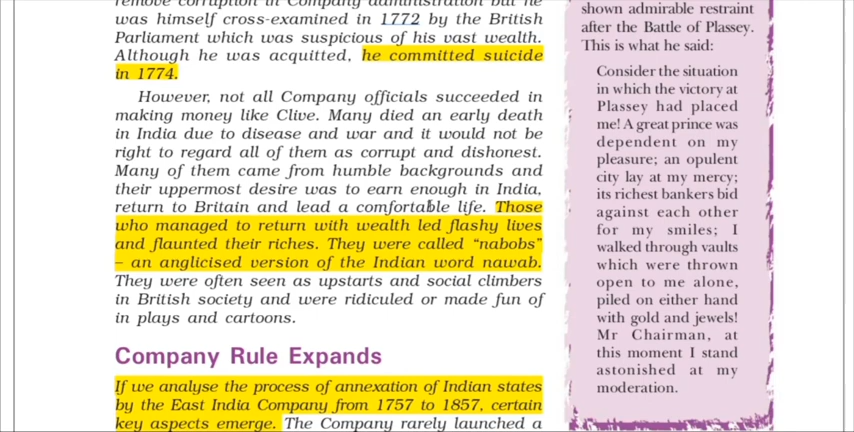 remove corruption in Company administration but he
was himself cross-examined in 1772 by the British
Parliament which was suspicious of his vast wealth.
Although he was acquitted, he committed suicide
in 1774.
However, not all Company officials succeeded in
making money like Clive. Many died an early death
in India due to disease and war and it would not be
right to regard all of them as corrupt and dishonest.
Many of them came from humble backgrounds and
their uppermost desire was to earn enough in India,
return to Britain and lead a comfortable life. Those
who managed to return with wealth led flashy lives
and flaunted their riches. They were called “nabobs”
– an anglicised version of the Indian word nawab.
They were often seen as upstarts and social climbers
in British society and were ridiculed or made fun of
in plays and cartoons.
Company Rule Expands
If we analyse the process of annexation of Indian states
by the East India Company from 1757 to 1857, certain
key aspects emerge. The Company rarely launched a
shown admirable restraint
after the Battle of Plassey.
This is what he said:
Consider the situation
in which the victory at
Plassey had placed
me! A great prince was
dependent on my
pleasure; an opulent
city lay at my mercy;
its richest bankers bid
against each other
for my smiles; I
walked through vaults
which were thrown
open to me alone,
piled on either hand
with gold and jewels!
Mr Chairman, at
this moment I stand
astonished at my
moderation.